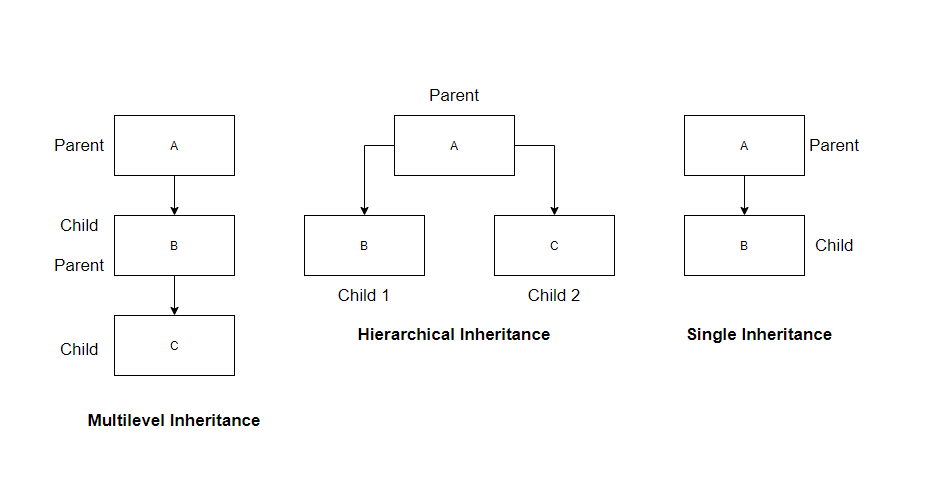 Parent
A
Child
B
Parent
Child
C
Multilevel Inheritance
Parent
A
B
C
Child 1
Child 2
Hierarchical Inheritance
A
Parent
B
Child
Single Inheritance